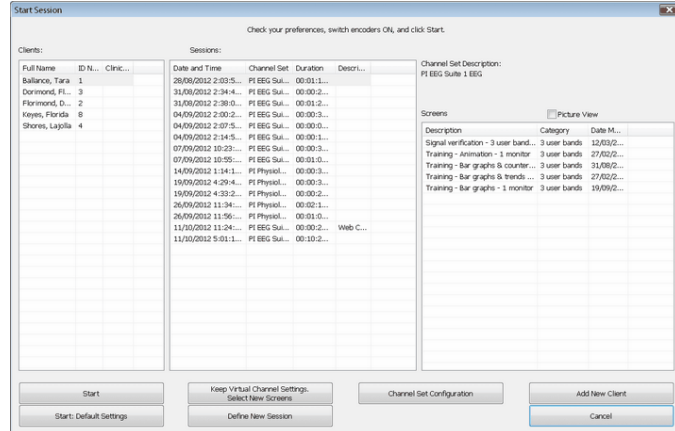 Start Session
Check your preferences, switch encoders ON, and click Start.
Clients:
Sessions:
Full Name ID N... Clinic...
Ballance, Tara 1
Dorimond, Fl... 3
Florimond, D... 2
Keyes, Florida 8
Shores, Lajolla 4
Date and Time Channel Set Duration Descri...
28/08/2012 2:03:5... PI EEG Sui... 00:01:1...
31/08/2012 2:34:4... PI EEG Sui... 00:00:2...
31/08/2012 2:38:0... PI EEG Sui... 00:01:2...
04/09/2012 2:00:2... PI EEG Sui... 00:00:3...
04/09/2012 2:07:5... PI EEG Sui... 00:00:0...
04/09/2012 2:14:5... PI EEG Sui... 00:00:1...
07/09/2012 10:23:... PI EEG Sui... 00:00:3...
07/09/2012 10:55:... PI EEG Sui... 00:01:0...
14/09/2012 1:14:1... PI Physiol... 00:00:3...
19/09/2012 4:29:4... PI Physiol... 00:00:3...
19/09/2012 4:33:2... PI Physiol... 00:00:2...
26/09/2012 11:34:... PI Physiol... 00:02:1...
26/09/2012 11:56:... PI Physiol... 00:01:0...
11/10/2012 11:24:... PI EEG Sui... 00:00:2... Web C...
11/10/2012 5:01:1... PI EEG Sui... 00:10:2...
Channel Set Description:
PI EEG Suite 1 EEG
Screens
Picture View
Description Category Date M...
Signal verification - 3 user band... 3 user bands 12/03/2...
Training - Animation - 1 monitor 3 user bands 27/02/2...
Training - Bar graphs & counter... 3 user bands 31/08/2...
Training - Bar graphs & trends ... 3 user bands 27/02/2...
Training - Bar graphs - 1 monitor 3 user bands 19/09/2...
Start
Keep Virtual Channel Settings.
Select New Screens
Channel Set Configuration
Add New Client
Start: Default Settings
Define New Session
Cancel